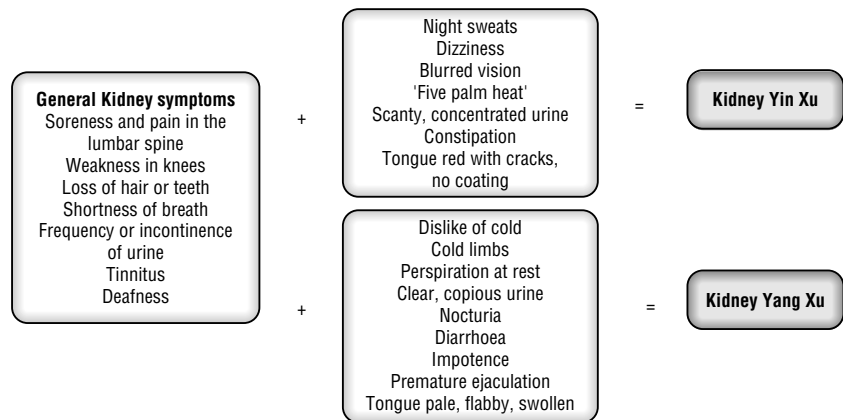 General Kidney symptoms
Soreness and pain in the
lumbar spine
Weakness in knees
Loss of hair or teeth
Shortness of breath
Frequency or incontinence
of urine
Tinnitus
Deafness
+
Night sweats
Dizziness
Blurred vision
'Five palm heat'
Scanty, concentrated urine
Constipation
Tongue red with cracks,
no coating
=
Kidney Yin Xu
+
Dislike of cold
Cold limbs
Perspiration at rest
Clear, copious urine
Nocturia
Diarrhoea
Impotence
Premature ejaculation
Tongue pale, flabby, swollen
=
Kidney Yang Xu